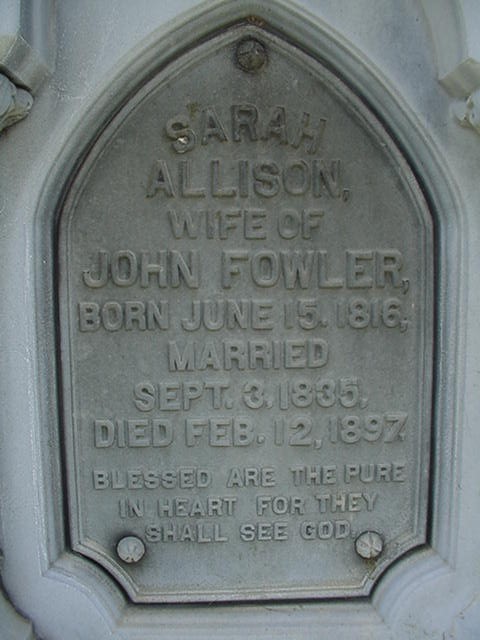 SARAH
ALLISON,
WIFE OF
JOHN FOWLER,
BORN JUNE 15. 1816,
MARRIED
SEPT. 3, 1835.
DIED FEB. 12, 1897.
BLESSED ARE THE PURE
IN HEART FOR THEY
SHALL SEE GOD.